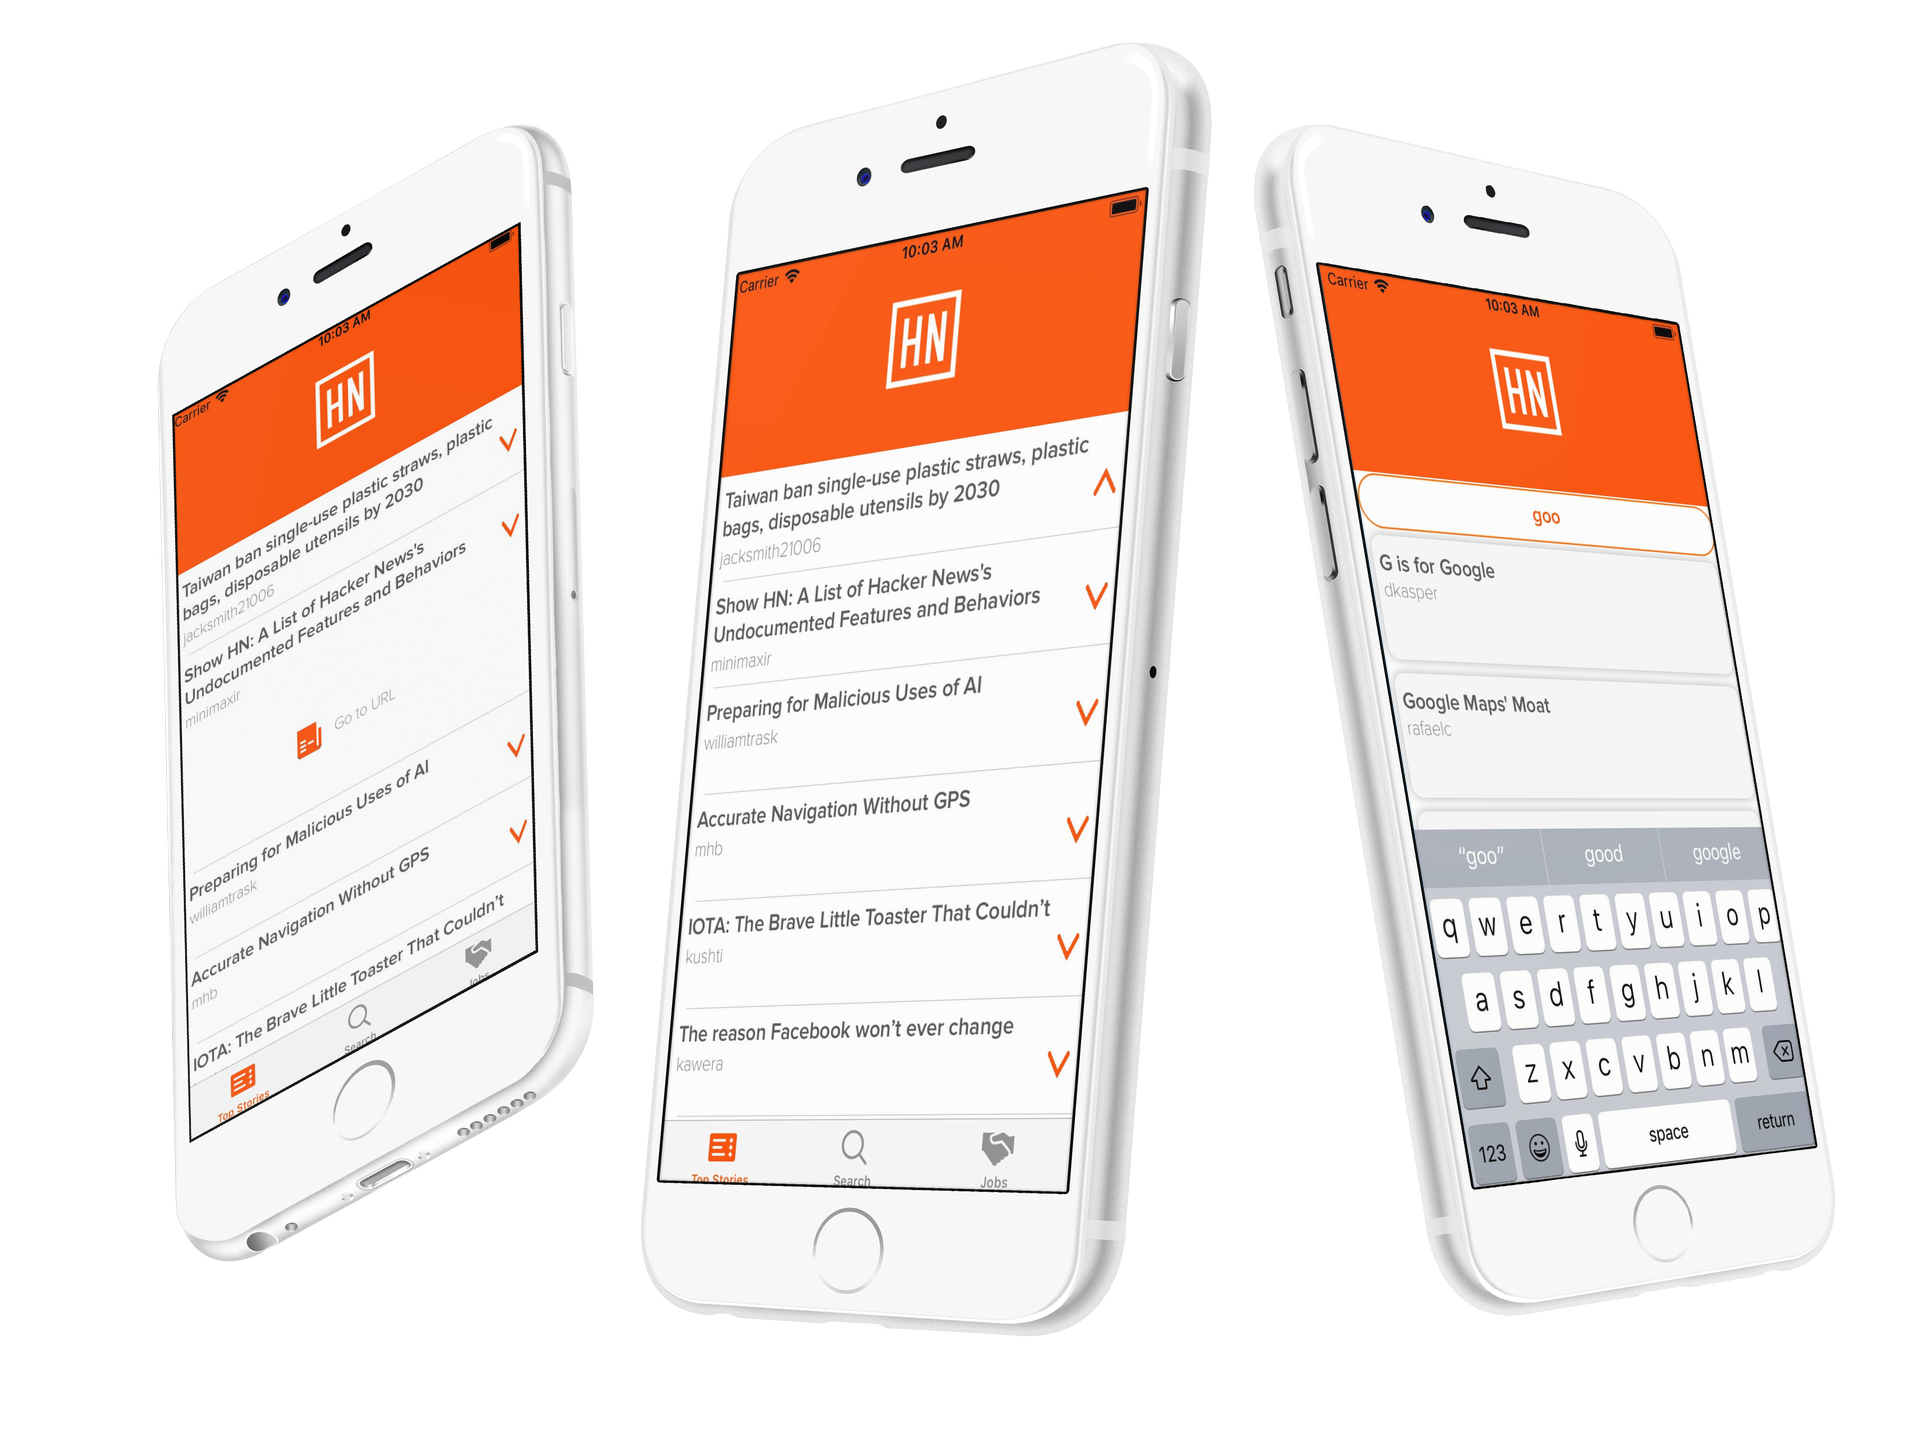 Carrier
10:03 AM
HN
Taiwan ban single-use plastic straws, plastic
bags, disposable utensils by 2030
jacksmith21006
Show HN: A List of Hacker News's
Undocumented Features and Behaviors
minimaxir
Go to URL
Preparing for Malicious Uses of AI
williamtrask
Accurate Navigation Without GPS
mhb
IOTA: The Brave Little Toaster That Couldn't
Top Stories
Search
Jobs
Carrier
10:03 AM
HN
Taiwan ban single-use plastic straws, plastic
bags, disposable utensils by 2030
jacksmith21006
Show HN: A List of Hacker News's
Undocumented Features and Behaviors
minimaxir
Preparing for Malicious Uses of AI
williamtrask
Accurate Navigation Without GPS
mhb
IOTA: The Brave Little Toaster That Couldn't
kushti
The reason Facebook won't ever change
kawera
Top Stories
Search
Jobs
Carrier
10:03 AM
HN
goo
G is for Google
dkasper
Google Maps' Moat
rafaelc
"goo" good google
q w e r t y u i o p
a s d f g h j k l
z x c v b n m
123 space return